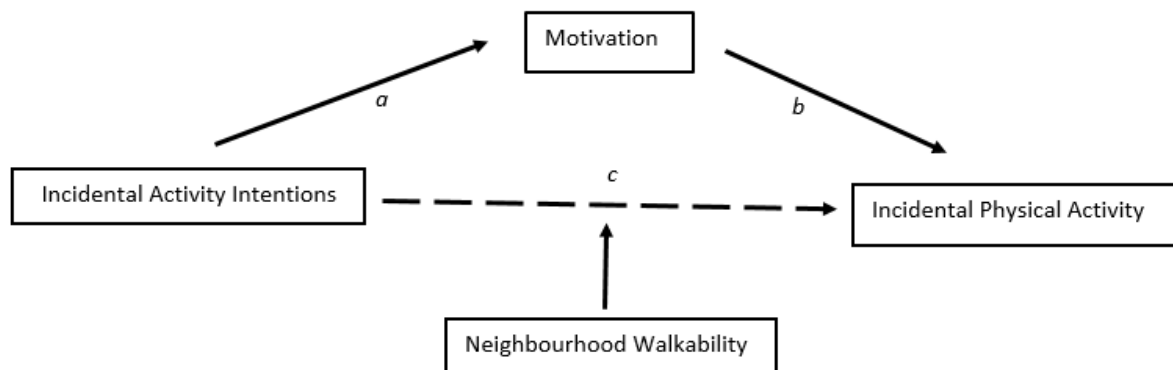 Motivation
a
b
Incidental Activity Intentions
c
Incidental Physical Activity
Neighbourhood Walkability